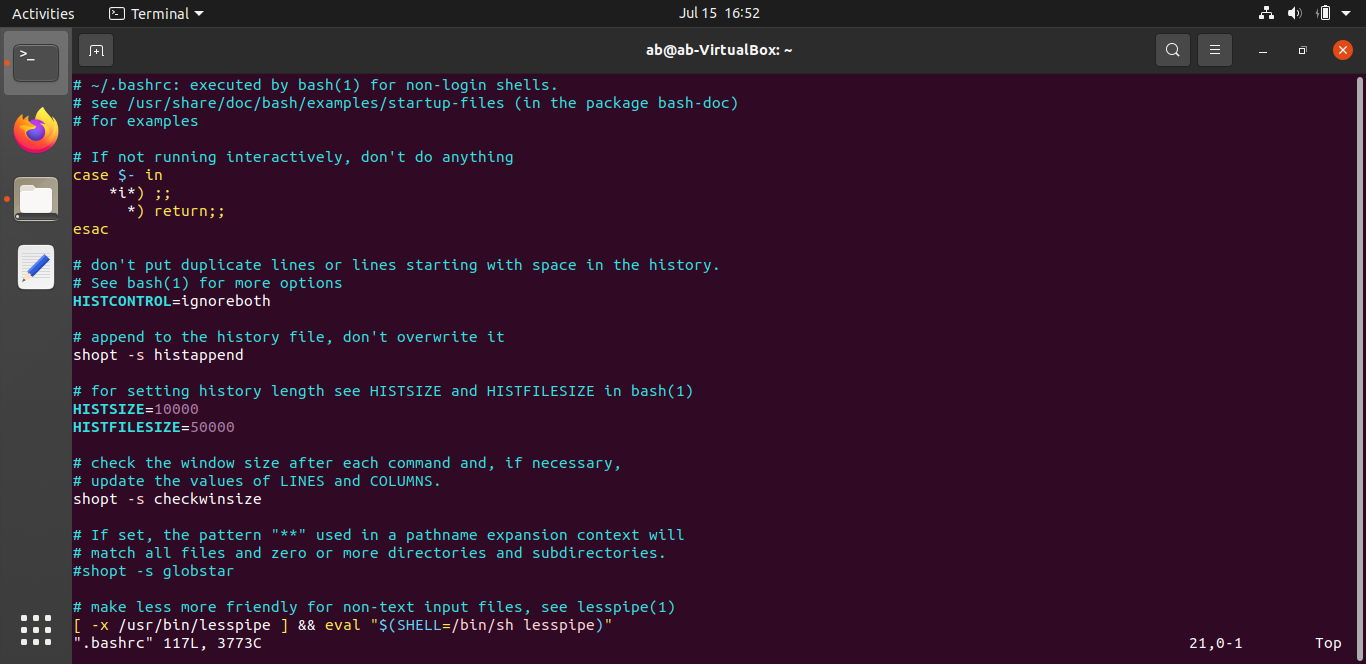 Activities
Terminal
Jul 15 16:52
ab@ab-VirtualBox: ~
# ~/.bashrc: executed by bash(1) for non-login shells.
# see /usr/share/doc/bash/examples/startup-files (in the package bash-doc)
# for examples

# If not running interactively, don't do anything
case $- in
    *i*) ;;
      *) return;;
esac

# don't put duplicate lines or lines starting with space in the history.
# See bash(1) for more options
HISTCONTROL=ignoreboth

# append to the history file, don't overwrite it
shopt -s histappend

# for setting history length see HISTSIZE and HISTFILESIZE in bash(1)
HISTSIZE=10000
HISTFILESIZE=50000

# check the window size after each command and, if necessary,
# update the values of LINES and COLUMNS.
shopt -s checkwinsize

# If set, the pattern "**" used in a pathname expansion context will
# match all files and zero or more directories and subdirectories.
#shopt -s globstar

# make less more friendly for non-text input files, see lesspipe(1)
[ -x /usr/bin/lesspipe ] && eval "$(SHELL=/bin/sh lesspipe)"
".bashrc" 117L, 3773C 21,0-1 Top